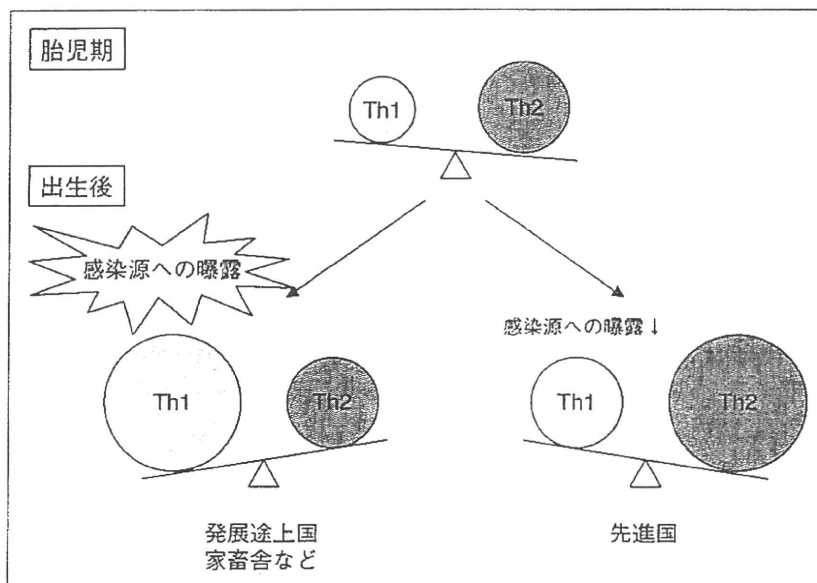 胎児期
Th1
Th2
出生後
感染源への曝露
感染源への曝露↓
Th1
Th2
Th1
Th2
発展途上国
家畜舎など
先進国